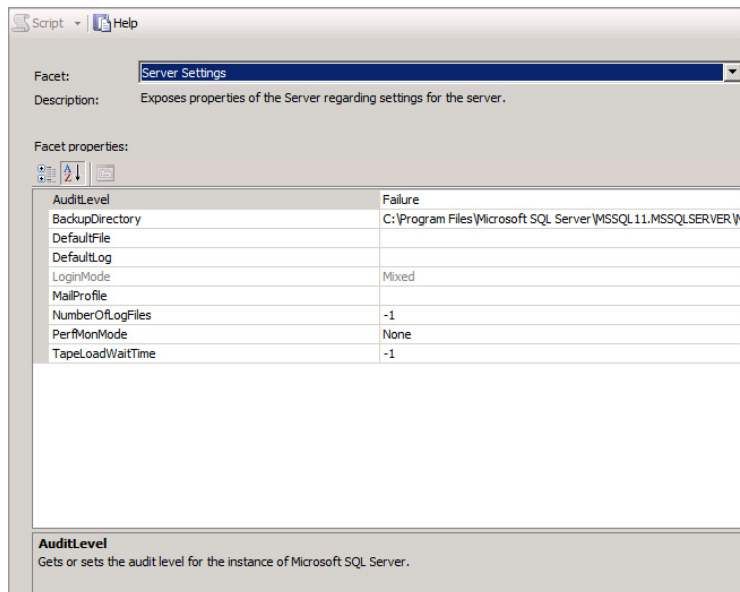 Script Help
Facet: Server Settings
Description: Exposes properties of the Server regarding settings for the server.
Facet properties:
AuditLevel Failure
BackupDirectory C:\Program Files\Microsoft SQL Server\MSSQL11.MSSQLSERVER\
DefaultFile
DefaultLog
LoginMode Mixed
MailProfile
NumberOfLogFiles -1
PerfMonMode None
TapeLoadWaitTime -1
AuditLevel
Gets or sets the audit level for the instance of Microsoft SQL Server.